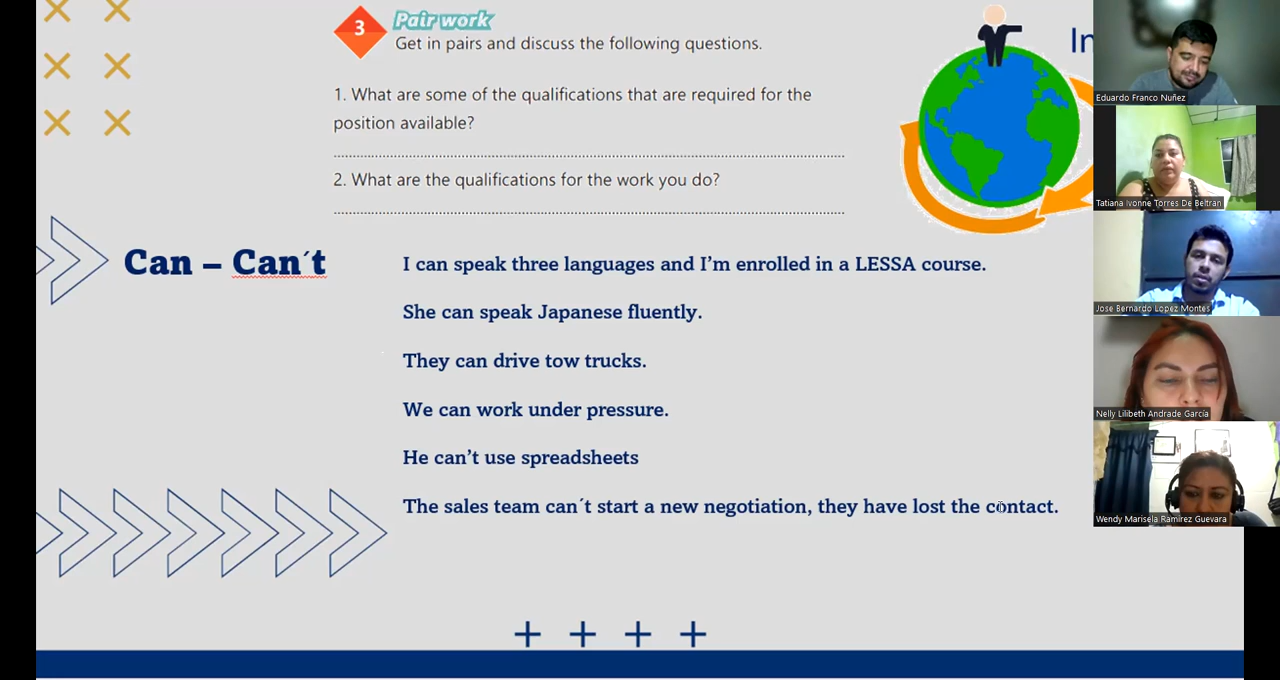 3
Pair work
Get in pairs and discuss the following questions.
1. What are some of the qualifications that are required for the
position available?
2. What are the qualifications for the work you do?
Can – Can´t
I can speak three languages and I’m enrolled in a LESSA course.
She can speak Japanese fluently.
They can drive tow trucks.
We can work under pressure.
He can’t use spreadsheets
The sales team can´t start a new negotiation, they have lost the contact.
Eduardo Franco Nuñez
Tatiana Ivonne Torres De Beltran
Jose Bernardo Lopez Montes
Nelly Lilibeth Andrade García
Wendy Marisela Ramirez Guevara